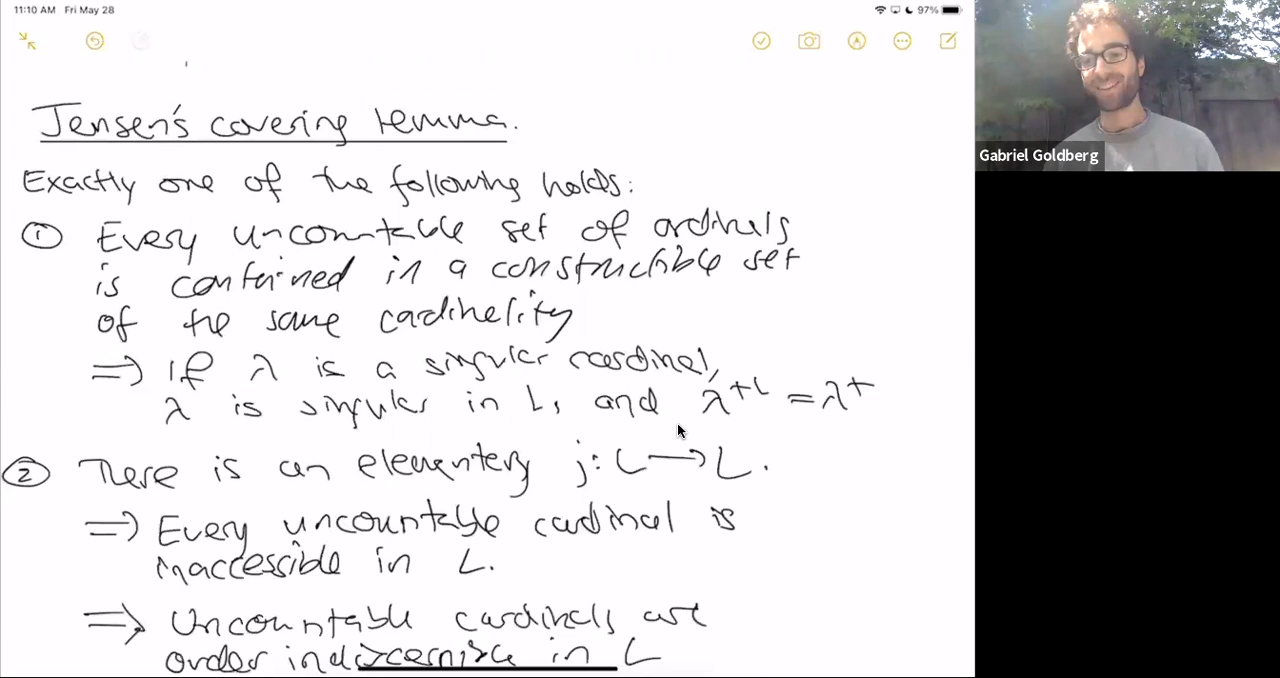 11:10 AM Fri May 28
97%
Jensen's covering lemma.
Exactly one of the following holds:
① Every uncountable set of ordinals
is contained in a constructible set
of the same cardinality
⇒ If λ is a singular cardinal,
λ is singular in L, and λ^{+L} = λ^+
② There is an elementary j: L → L.
⇒ Every uncountable cardinal is
inaccessible in L.
⇒ Uncountable cardinals are
order indiscernible in L
Gabriel Goldberg